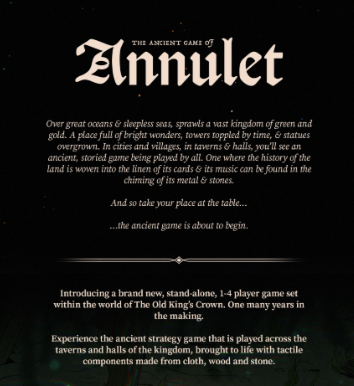 THE ANCIENT GAME of
Annulet
Over great oceans & sleepless seas, sprawls a vast kingdom of green and
gold. A place full of bright wonders, towers toppled by time, & statues
overgrown. In cities and villages, in taverns & halls, you'll see an
ancient, storied game being played by all. One where the history of the
land is woven into the linen of its cards & its music can be found in the
chiming of its metal & stones.
And so take your place at the table...
...the ancient game is about to begin.
Introducing a brand new, stand-alone, 1-4 player game set
within the world of The Old King's Crown. One many years in
the making.
Experience the ancient strategy game that is played across the
taverns and halls of the kingdom, brought to life with tactile
components made from cloth, wood and stone.